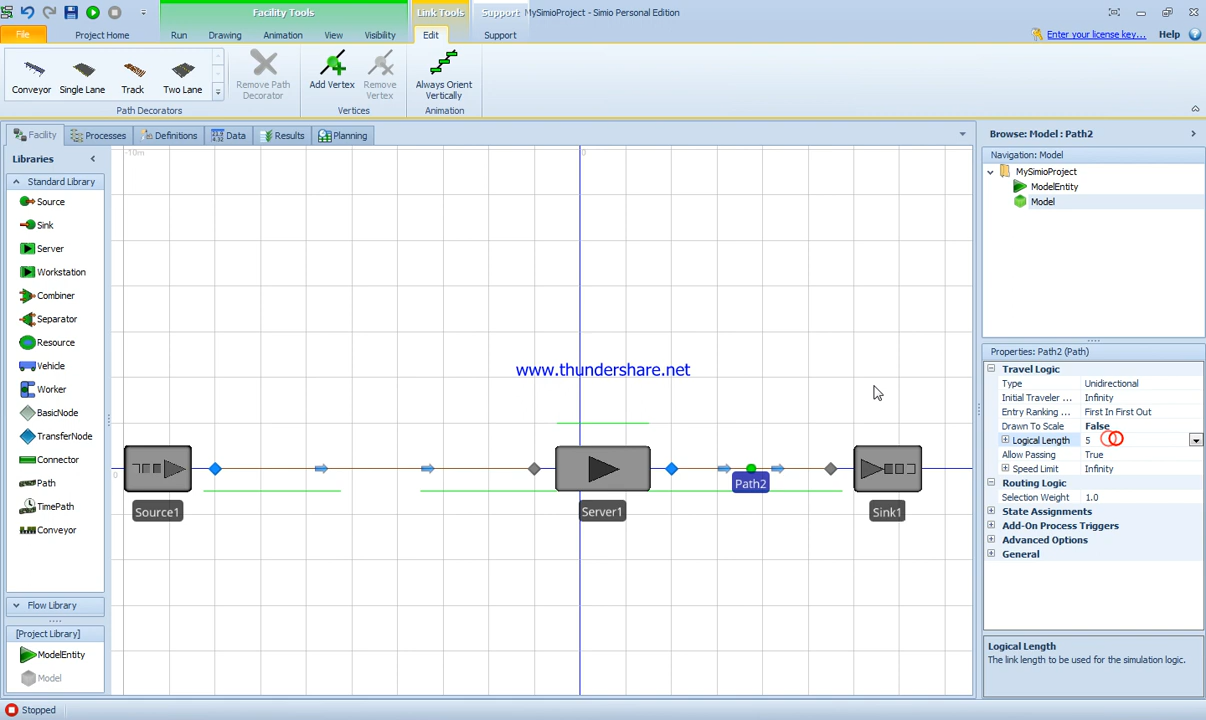 Facility Tools
Link Tools
Support
MySimioProject - Simio Personal Edition
File
Project Home
Run
Drawing
Animation
View
Visibility
Edit
Support
Enter your license key...
Help
Conveyor
Single Lane
Track
Two Lane
Remove Path
Decorator
Add Vertex
Remove
Vertex
Always Orient
Vertically
Path Decorators
Vertices
Animation
Facility
Processes
Definitions
Data
Results
Planning
Browse: Model : Path2
Libraries
Standard Library
Source
Sink
Server
Workstation
Combiner
Separator
Resource
Vehicle
Worker
BasicNode
TransferNode
Connector
Path
TimePath
Conveyor
Flow Library
[Project Library]
ModelEntity
Model
-10m
0
0
www.thundershare.net
Source1
Server1
Path2
Sink1
Navigation: Model
MySimioProject
ModelEntity
Model
Properties: Path2 (Path)
Travel Logic
Type Unidirectional
Initial Traveler ... Infinity
Entry Ranking ... First In First Out
Drawn To Scale False
Logical Length 5
Allow Passing True
Speed Limit Infinity
Routing Logic
Selection Weight 1.0
State Assignments
Add-On Process Triggers
Advanced Options
General
Logical Length
The link length to be used for the simulation logic.
Stopped